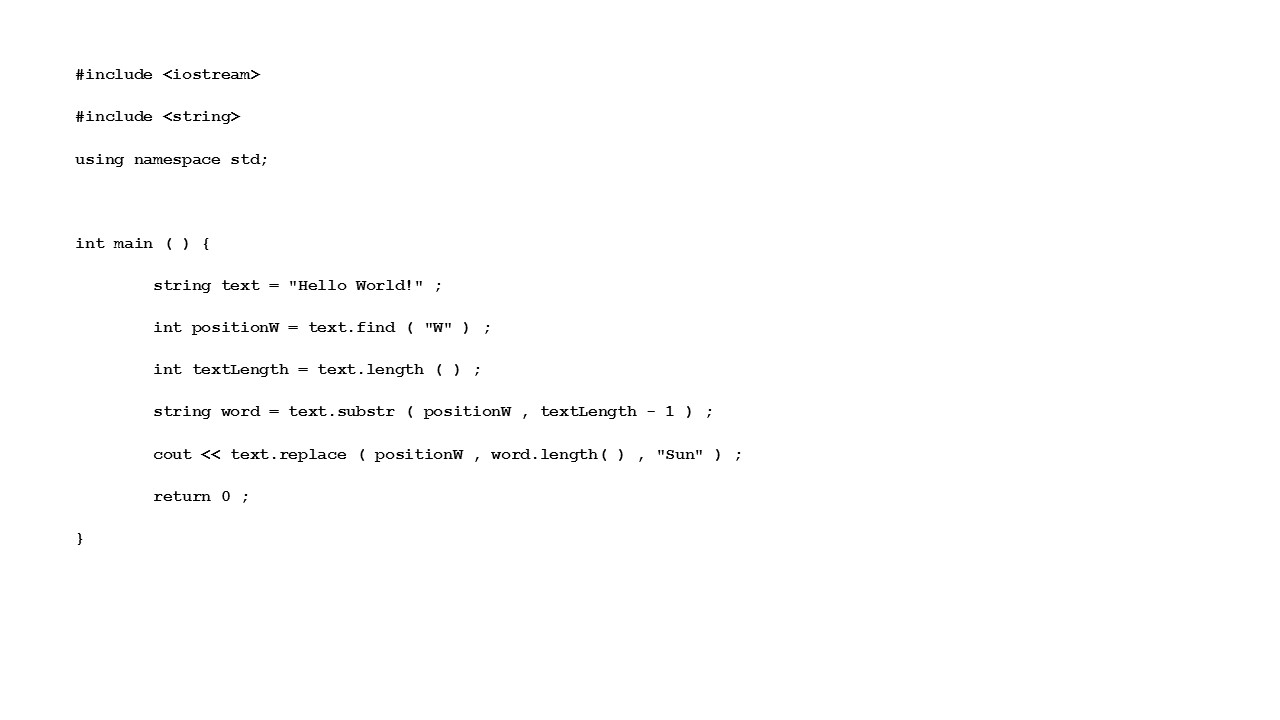 #include <iostream>
#include <string>
using namespace std;
int main ( ) {
string text = "Hello World!" ;
int positionW = text.find ( "W" ) ;
int textLength = text.length ( ) ;
string word = text.substr ( positionW , textLength - 1 ) ;
cout << text.replace ( positionW , word.length( ) , "Sun" ) ;
return 0 ;
}